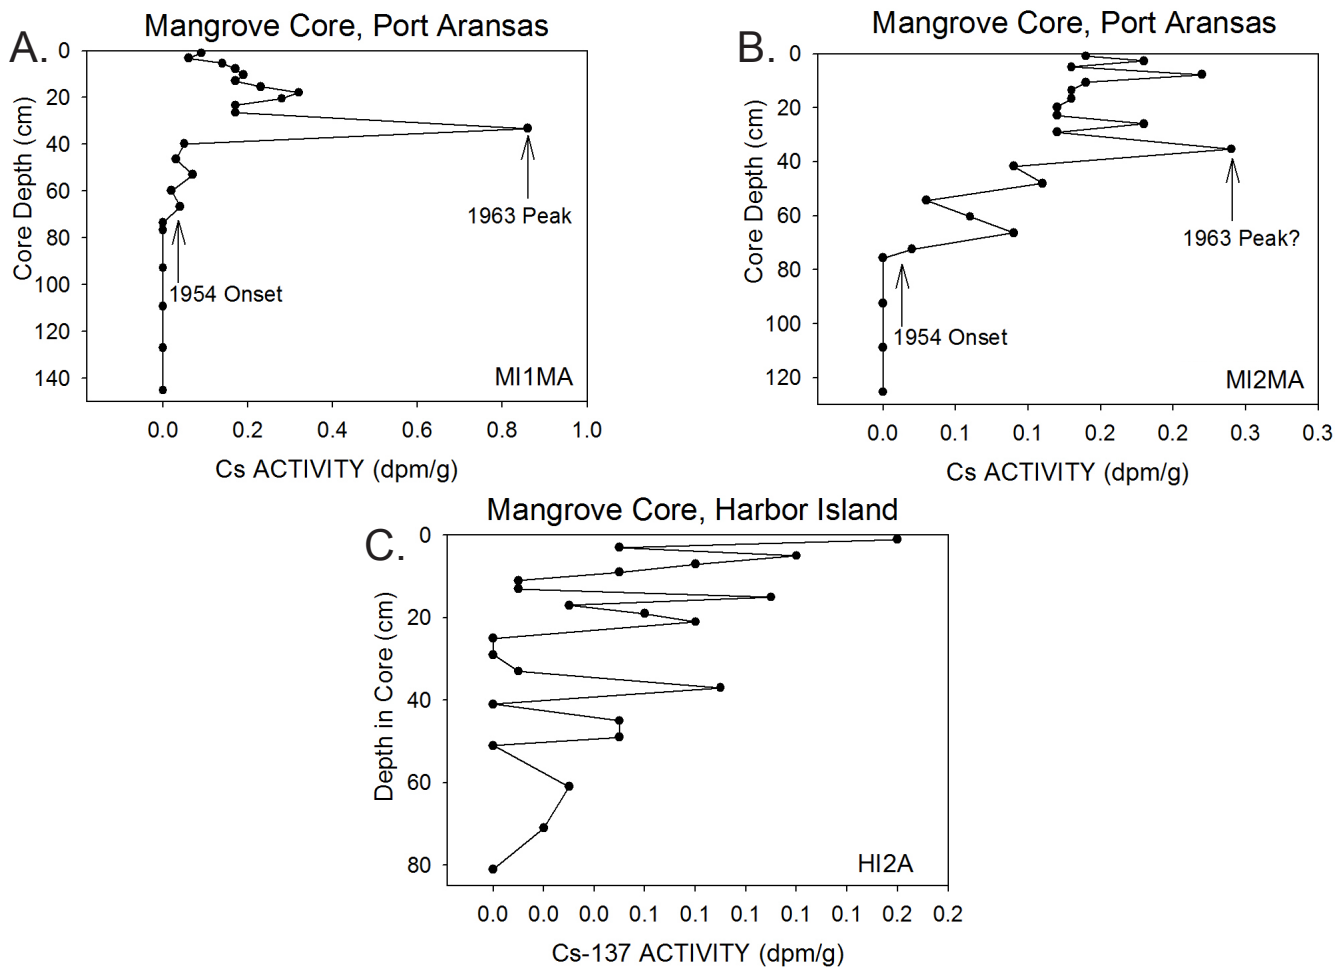 A.
Mangrove Core, Port Aransas
0
20
40
60
80
100
120
140
Core Depth (cm)
1963 Peak
1954 Onset
MI1MA
0.0 0.2 0.4 0.6 0.8 1.0
Cs ACTIVITY (dpm/g)
B.
Mangrove Core, Port Aransas
0
20
40
60
80
100
120
Core Depth (cm)
1963 Peak?
1954 Onset
MI2MA
0.0 0.1 0.1 0.2 0.2 0.3 0.3
Cs ACTIVITY (dpm/g)
C.
Mangrove Core, Harbor Island
0
20
40
60
80
Depth in Core (cm)
HI2A
0.0 0.0 0.0 0.1 0.1 0.1 0.1 0.1 0.2 0.2
Cs-137 ACTIVITY (dpm/g)